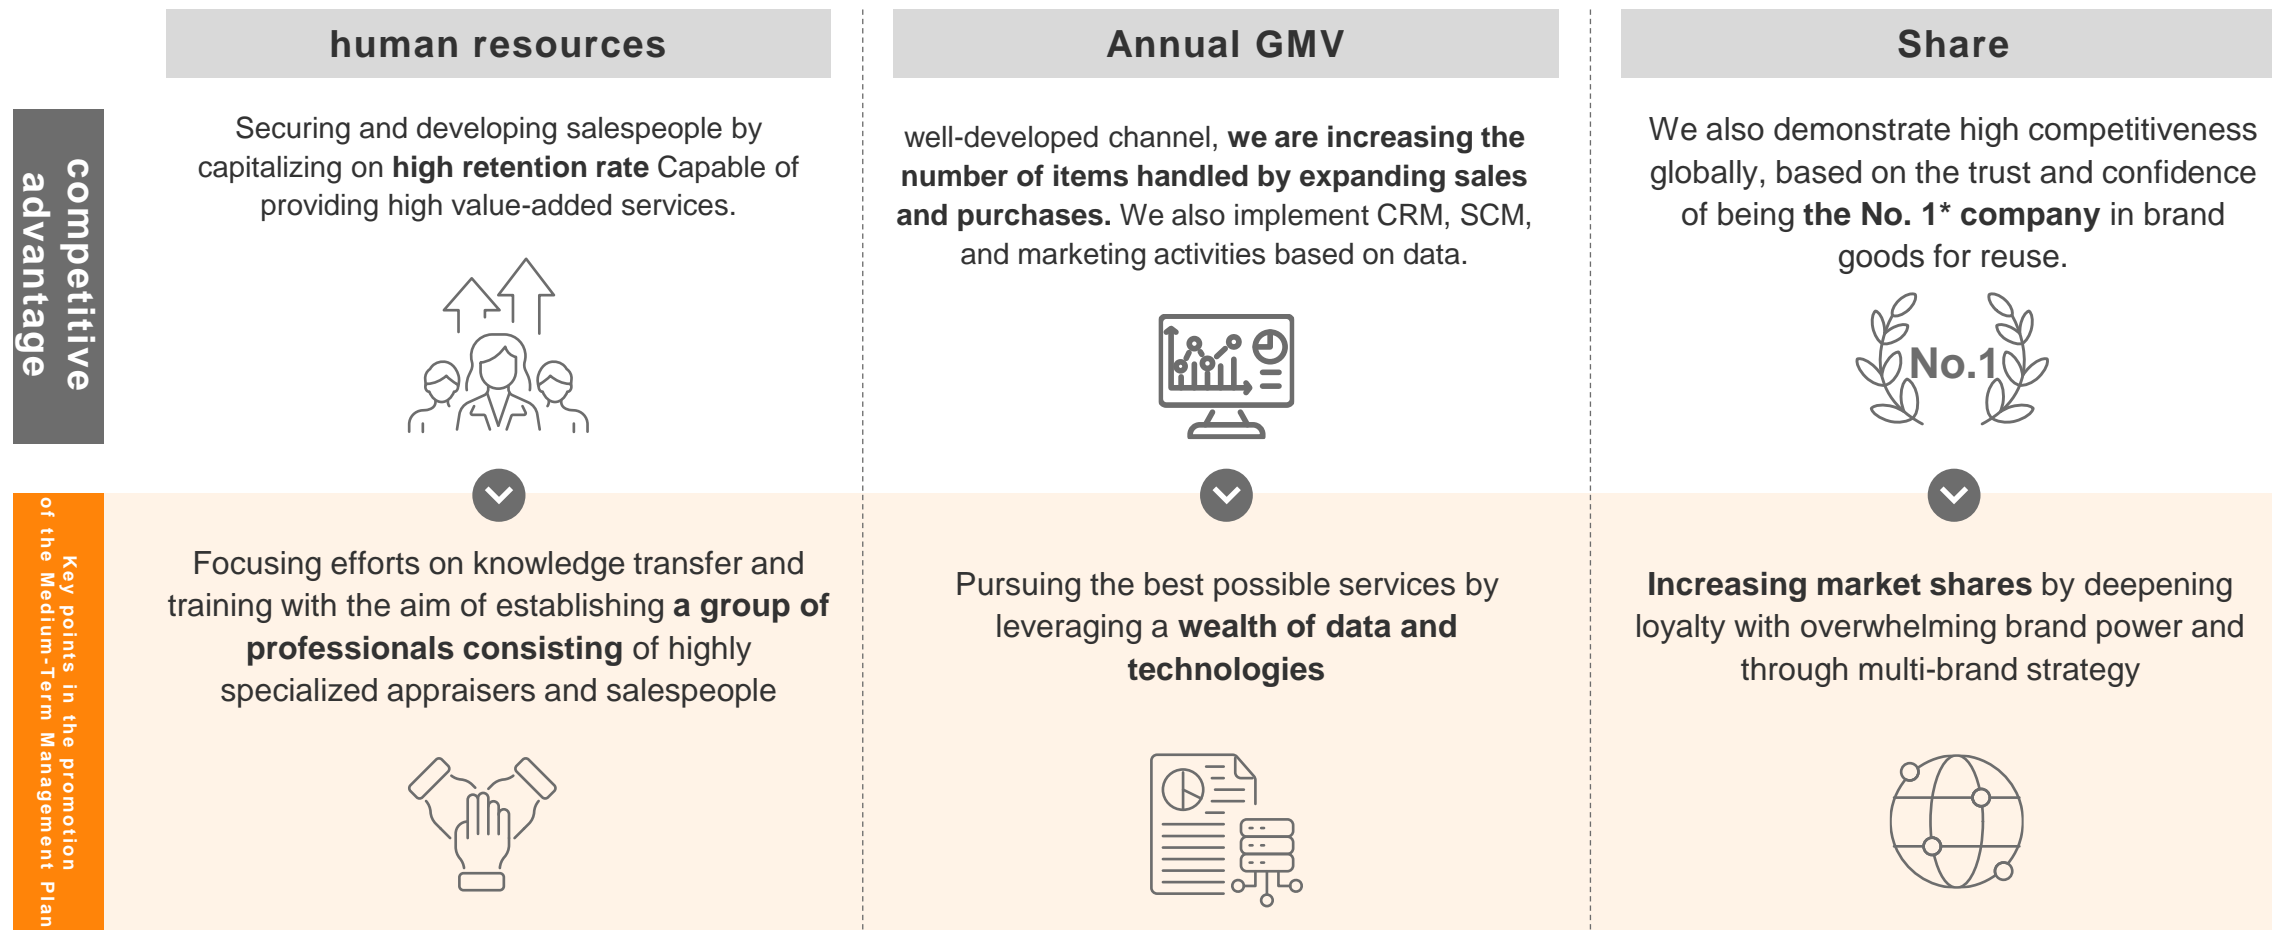 human resources
Annual GMV
Share
competitive
advantage
Securing and developing salespeople by
capitalizing on high retention rate Capable of
providing high value-added services.
well-developed channel, we are increasing the
number of items handled by expanding sales
and purchases. We also implement CRM, SCM,
and marketing activities based on data.
We also demonstrate high competitiveness
globally, based on the trust and confidence
of being the No. 1* company in brand
goods for reuse.
No.1
Key points in the promotion
of the Medium-Term Management Plan
Focusing efforts on knowledge transfer and
training with the aim of establishing a group of
professionals consisting of highly
specialized appraisers and salespeople
Pursuing the best possible services by
leveraging a wealth of data and
technologies
Increasing market shares by deepening
loyalty with overwhelming brand power and
through multi-brand strategy